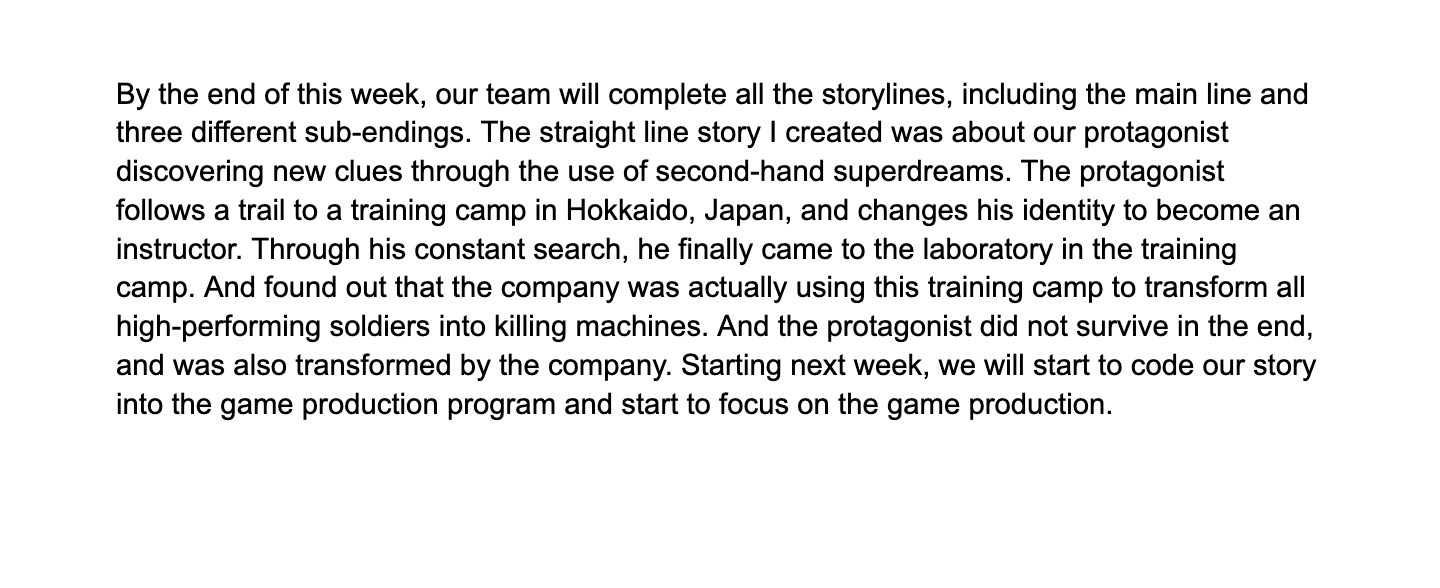 By the end of this week, our team will complete all the storylines, including the main line and
three different sub-endings. The straight line story I created was about our protagonist
discovering new clues through the use of second-hand superdreams. The protagonist
follows a trail to a training camp in Hokkaido, Japan, and changes his identity to become an
instructor. Through his constant search, he finally came to the laboratory in the training
camp. And found out that the company was actually using this training camp to transform all
high-performing soldiers into killing machines. And the protagonist did not survive in the end,
and was also transformed by the company. Starting next week, we will start to code our story
into the game production program and start to focus on the game production.